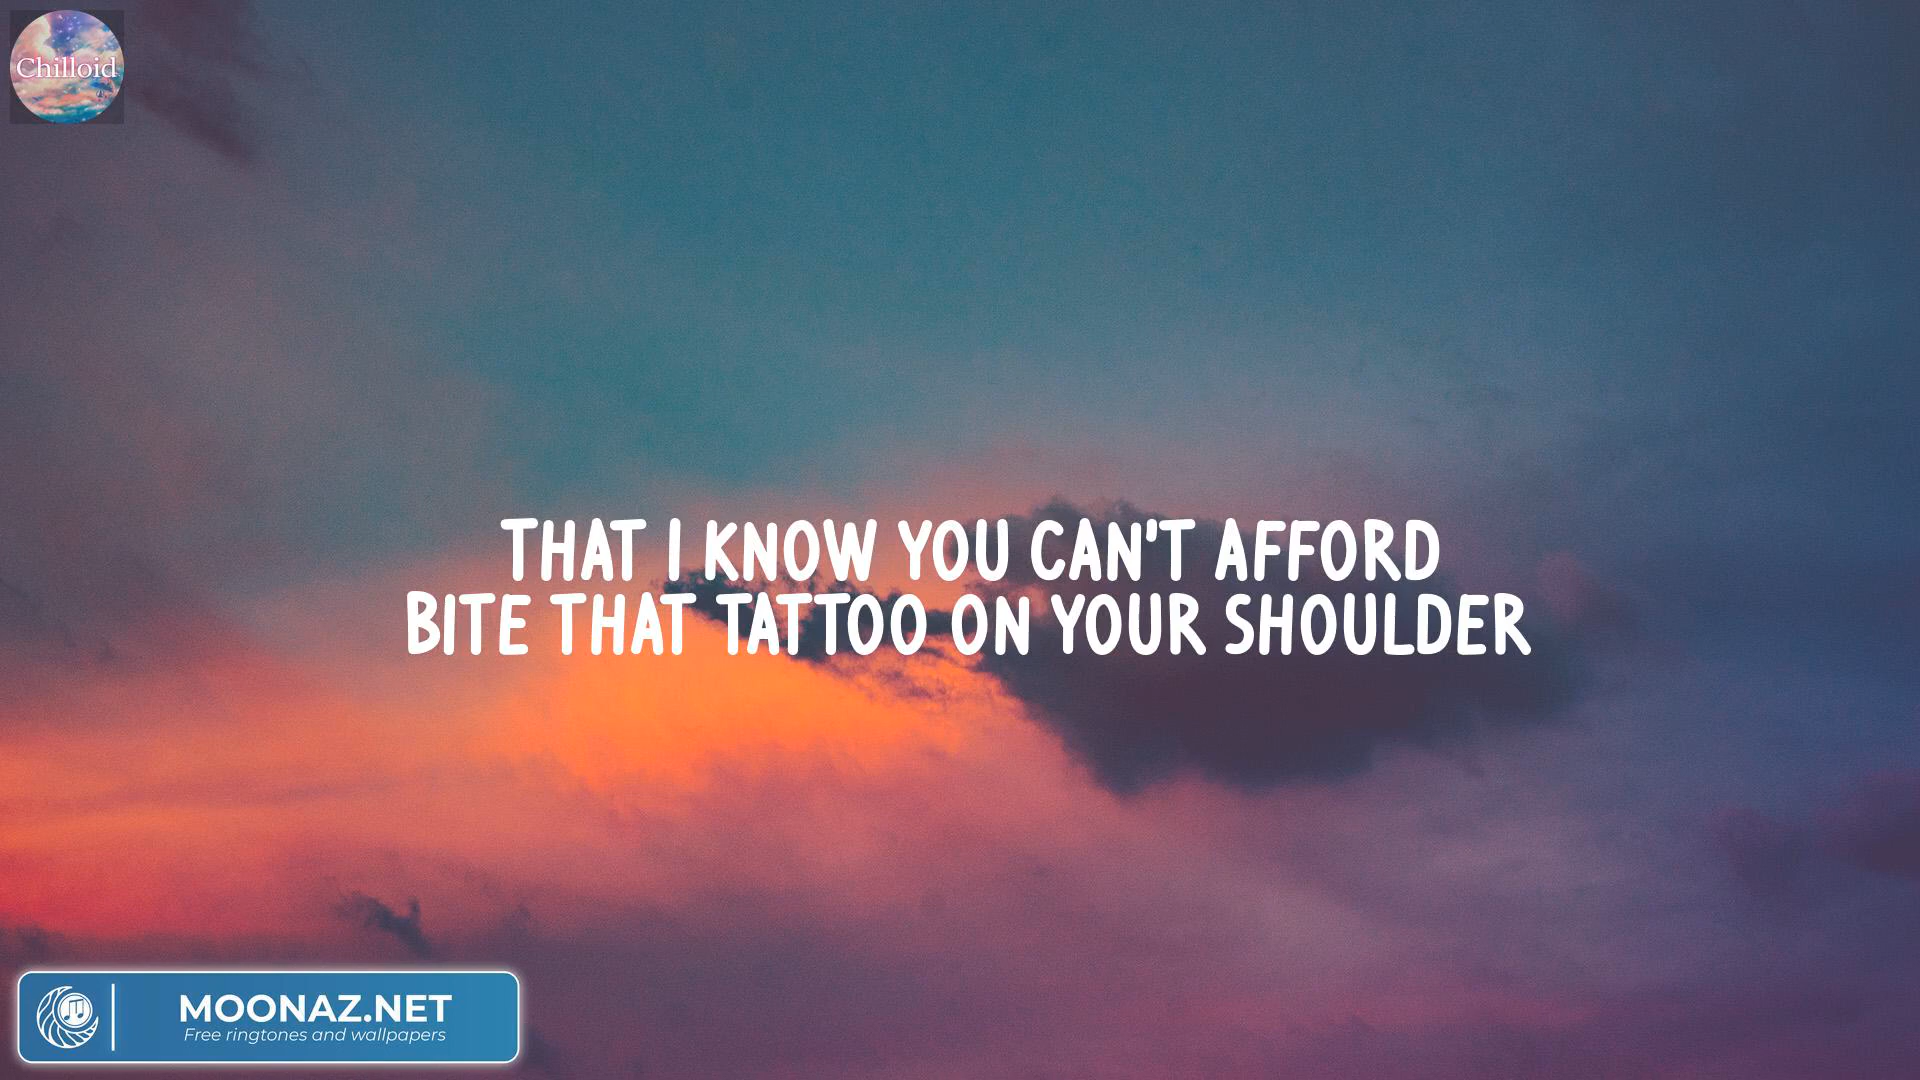 Chilloid
THAT I KNOW YOU CAN'T AFFORD
BITE THAT TATTOO ON YOUR SHOULDER
MOONAZ.NET
Free ringtones and wallpapers